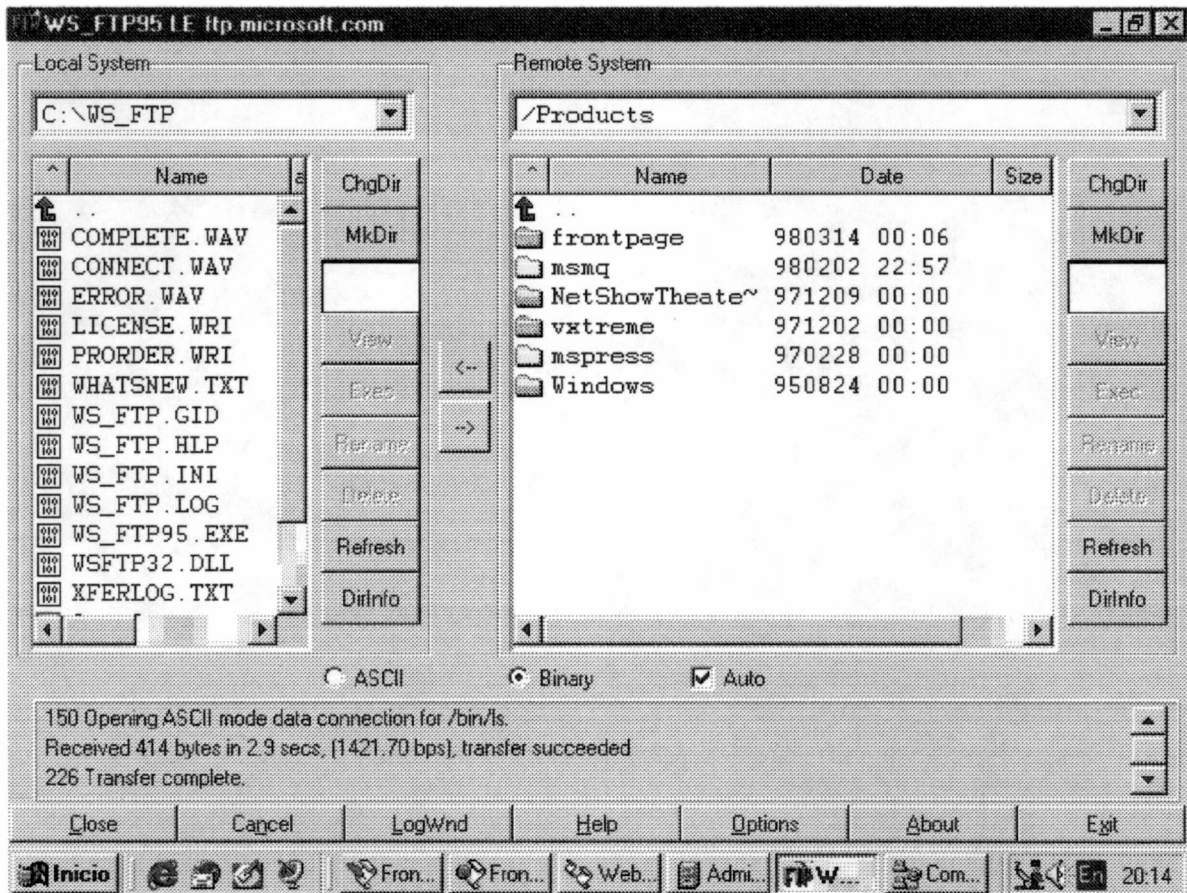 WS_FTP95 LE ftp.microsoft.com
Local System
C:\WS_FTP
^ Name
..
COMPLETE.WAV
CONNECT.WAV
ERROR.WAV
LICENSE.WRI
PRORDER.WRI
WHATSNEW.TXT
WS_FTP.GID
WS_FTP.HLP
WS_FTP.INI
WS_FTP.LOG
WS_FTP95.EXE
WSFTP32.DLL
XFERLOG.TXT
ChgDir
MkDir
View
Exec
Rename
Delete
Refresh
DirInfo
<--
-->
Remote System
/Products
^ Name Date Size
..
frontpage 980314 00:06
msmq 980202 22:57
NetShowTheate~ 971209 00:00
vxtreme 971202 00:00
mspress 970228 00:00
Windows 950824 00:00
ChgDir
MkDir
View
Exec
Rename
Delete
Refresh
DirInfo
ASCII Binary Auto
150 Opening ASCII mode data connection for /bin/ls.
Received 414 bytes in 2.9 secs, (1421.70 bps), transfer succeeded
226 Transfer complete.
Close Cancel LogWnd Help Options About Exit
Inicio Fron... Fron... Web... Admi... W... Com... En 20:14